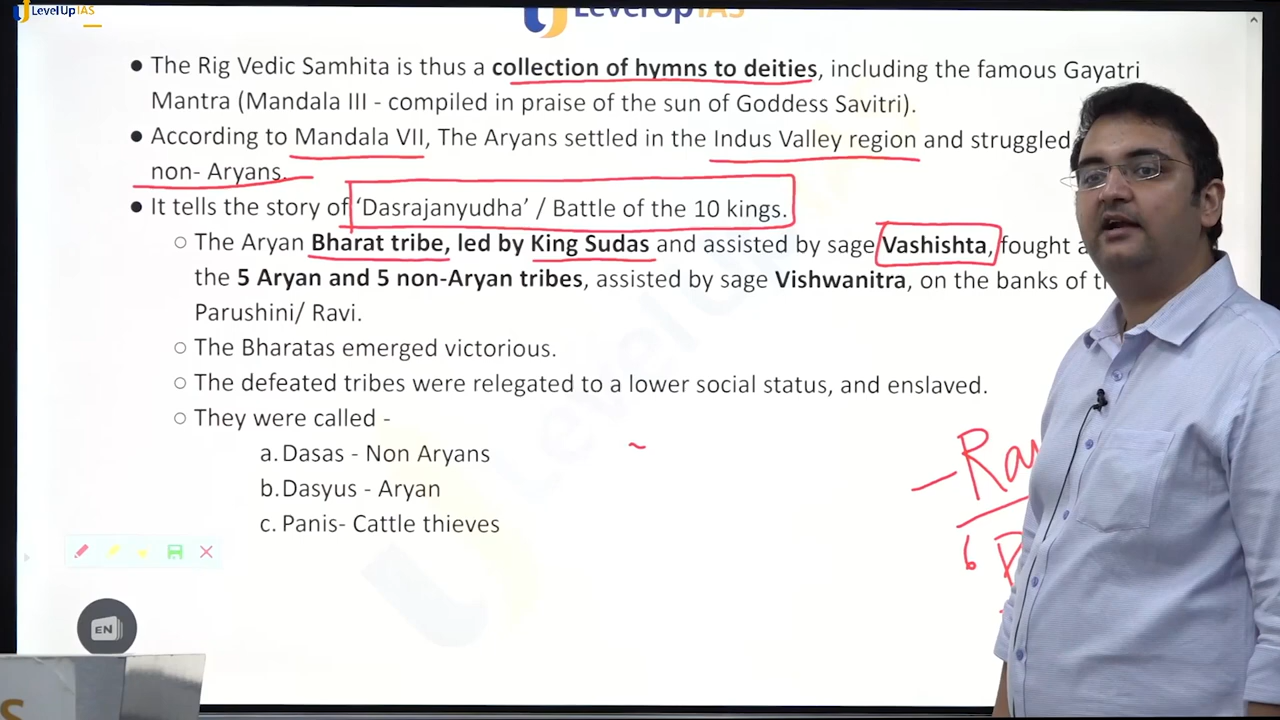 LevelUp IAS
LevelUp IAS
● The Rig Vedic Samhita is thus a collection of hymns to deities, including the famous Gayatri
Mantra (Mandala III - compiled in praise of the sun of Goddess Savitri).
● According to Mandala VII, The Aryans settled in the Indus Valley region and struggled
non- Aryans.
● It tells the story of 'Dasrajanyudha' / Battle of the 10 kings.
○ The Aryan Bharat tribe, led by King Sudas and assisted by sage Vashishta, fought
the 5 Aryan and 5 non-Aryan tribes, assisted by sage Vishwanitra, on the banks of
Parushini/ Ravi.
○ The Bharatas emerged victorious.
○ The defeated tribes were relegated to a lower social status, and enslaved.
○ They were called -
a. Dasas - Non Aryans
b. Dasyus - Aryan
c. Panis- Cattle thieves
EN